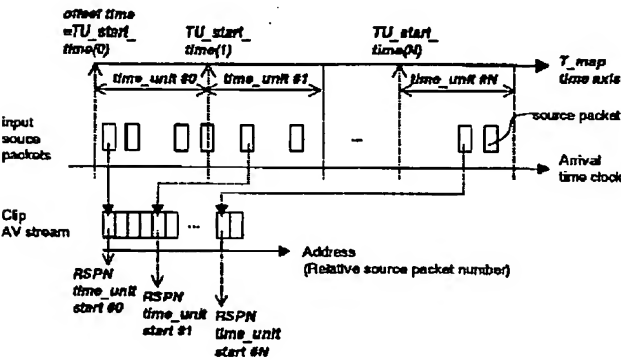 offset time
=TU_start_
time(0)
TU_start_
time(1)
TU_start_
time(N)
T_map
time axis
time_unit #0
time_unit #1
time_unit #N
input
souce
packets
source packet
...
Arrival
time clock
Clip
AV stream
...
Address
(Relative source packet number)
RSPN
time_unit
start #0
RSPN
time_unit
start #1
RSPN
time_unit
start #N